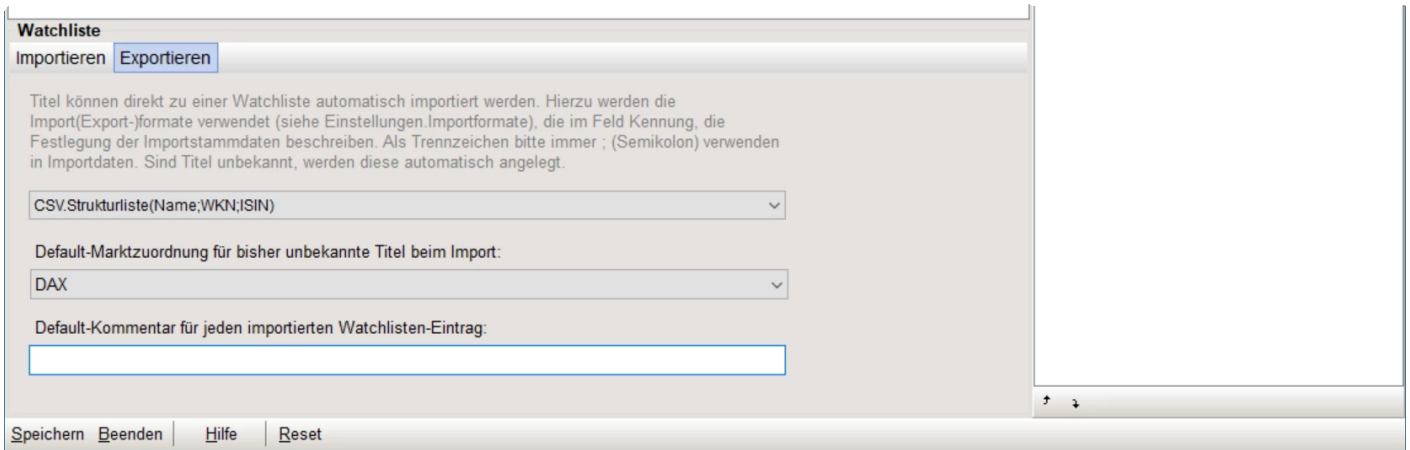 Watchliste
Importieren Exportieren
Titel können direkt zu einer Watchliste automatisch importiert werden. Hierzu werden die
Import(Export-)formate verwendet (siehe Einstellungen.Importformate), die im Feld Kennung, die
Festlegung der Importstammdaten beschreiben. Als Trennzeichen bitte immer ; (Semikolon) verwenden
in Importdaten. Sind Titel unbekannt, werden diese automatisch angelegt.
CSV.Strukturliste(Name;WKN;ISIN)
Default-Marktzuordnung für bisher unbekannte Titel beim Import:
DAX
Default-Kommentar für jeden importierten Watchlisten-Eintrag:
Speichern Beenden Hilfe Reset